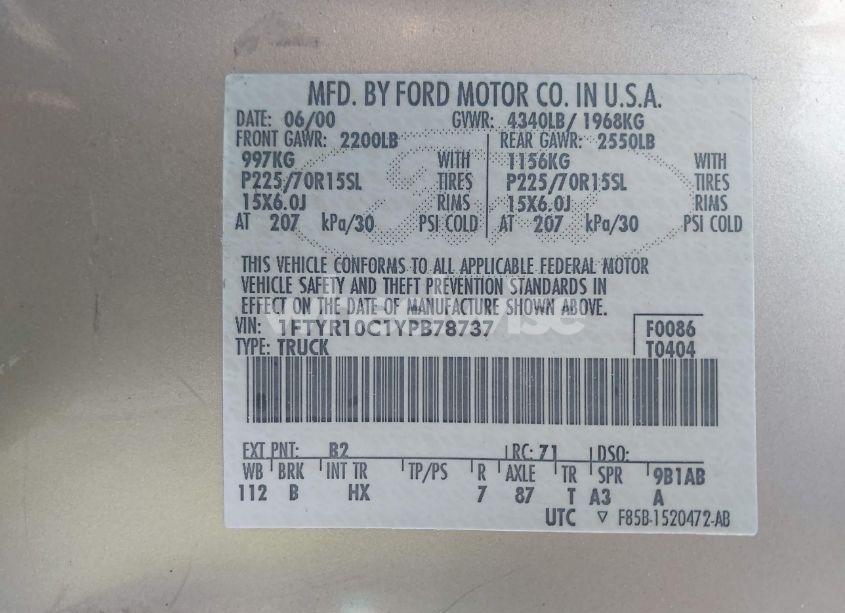 MFD. BY FORD MOTOR CO. IN U.S.A.
DATE: 06/00 GVWR: 4340LB/ 1968KG
FRONT GAWR: 2200LB REAR GAWR: 2550LB
997KG WITH 1156KG WITH
P225/70R15SL TIRES P225/70R15SL TIRES
15X6.0J RIMS 15X6.0J RIMS
AT 207 kPa/30 PSI COLD AT 207 kPa/30 PSI COLD
THIS VEHICLE CONFORMS TO ALL APPLICABLE FEDERAL MOTOR
VEHICLE SAFETY AND THEFT PREVENTION STANDARDS IN
EFFECT ON THE DATE OF MANUFACTURE SHOWN ABOVE.
VIN: 1FTYR10C1YPB78737 F0086
TYPE: TRUCK T0404
EXT PNT: B2 RC: 71 DSO:
WB BRK INT TR TP/PS R AXLE TR SPR 9B1AB
112 B HX 7 87 T A3 A
UTC ▽ F85B-1520472-AB